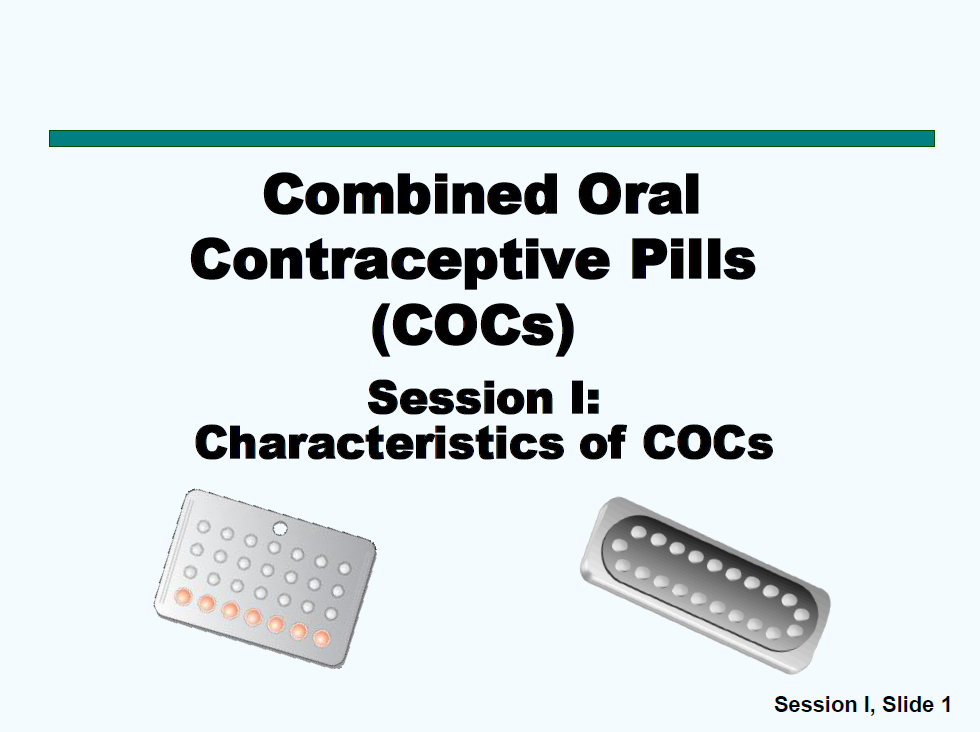 Combined Oral
Contraceptive Pills
(COCs)
Session I:
Characteristics of COCs
Session I, Slide 1